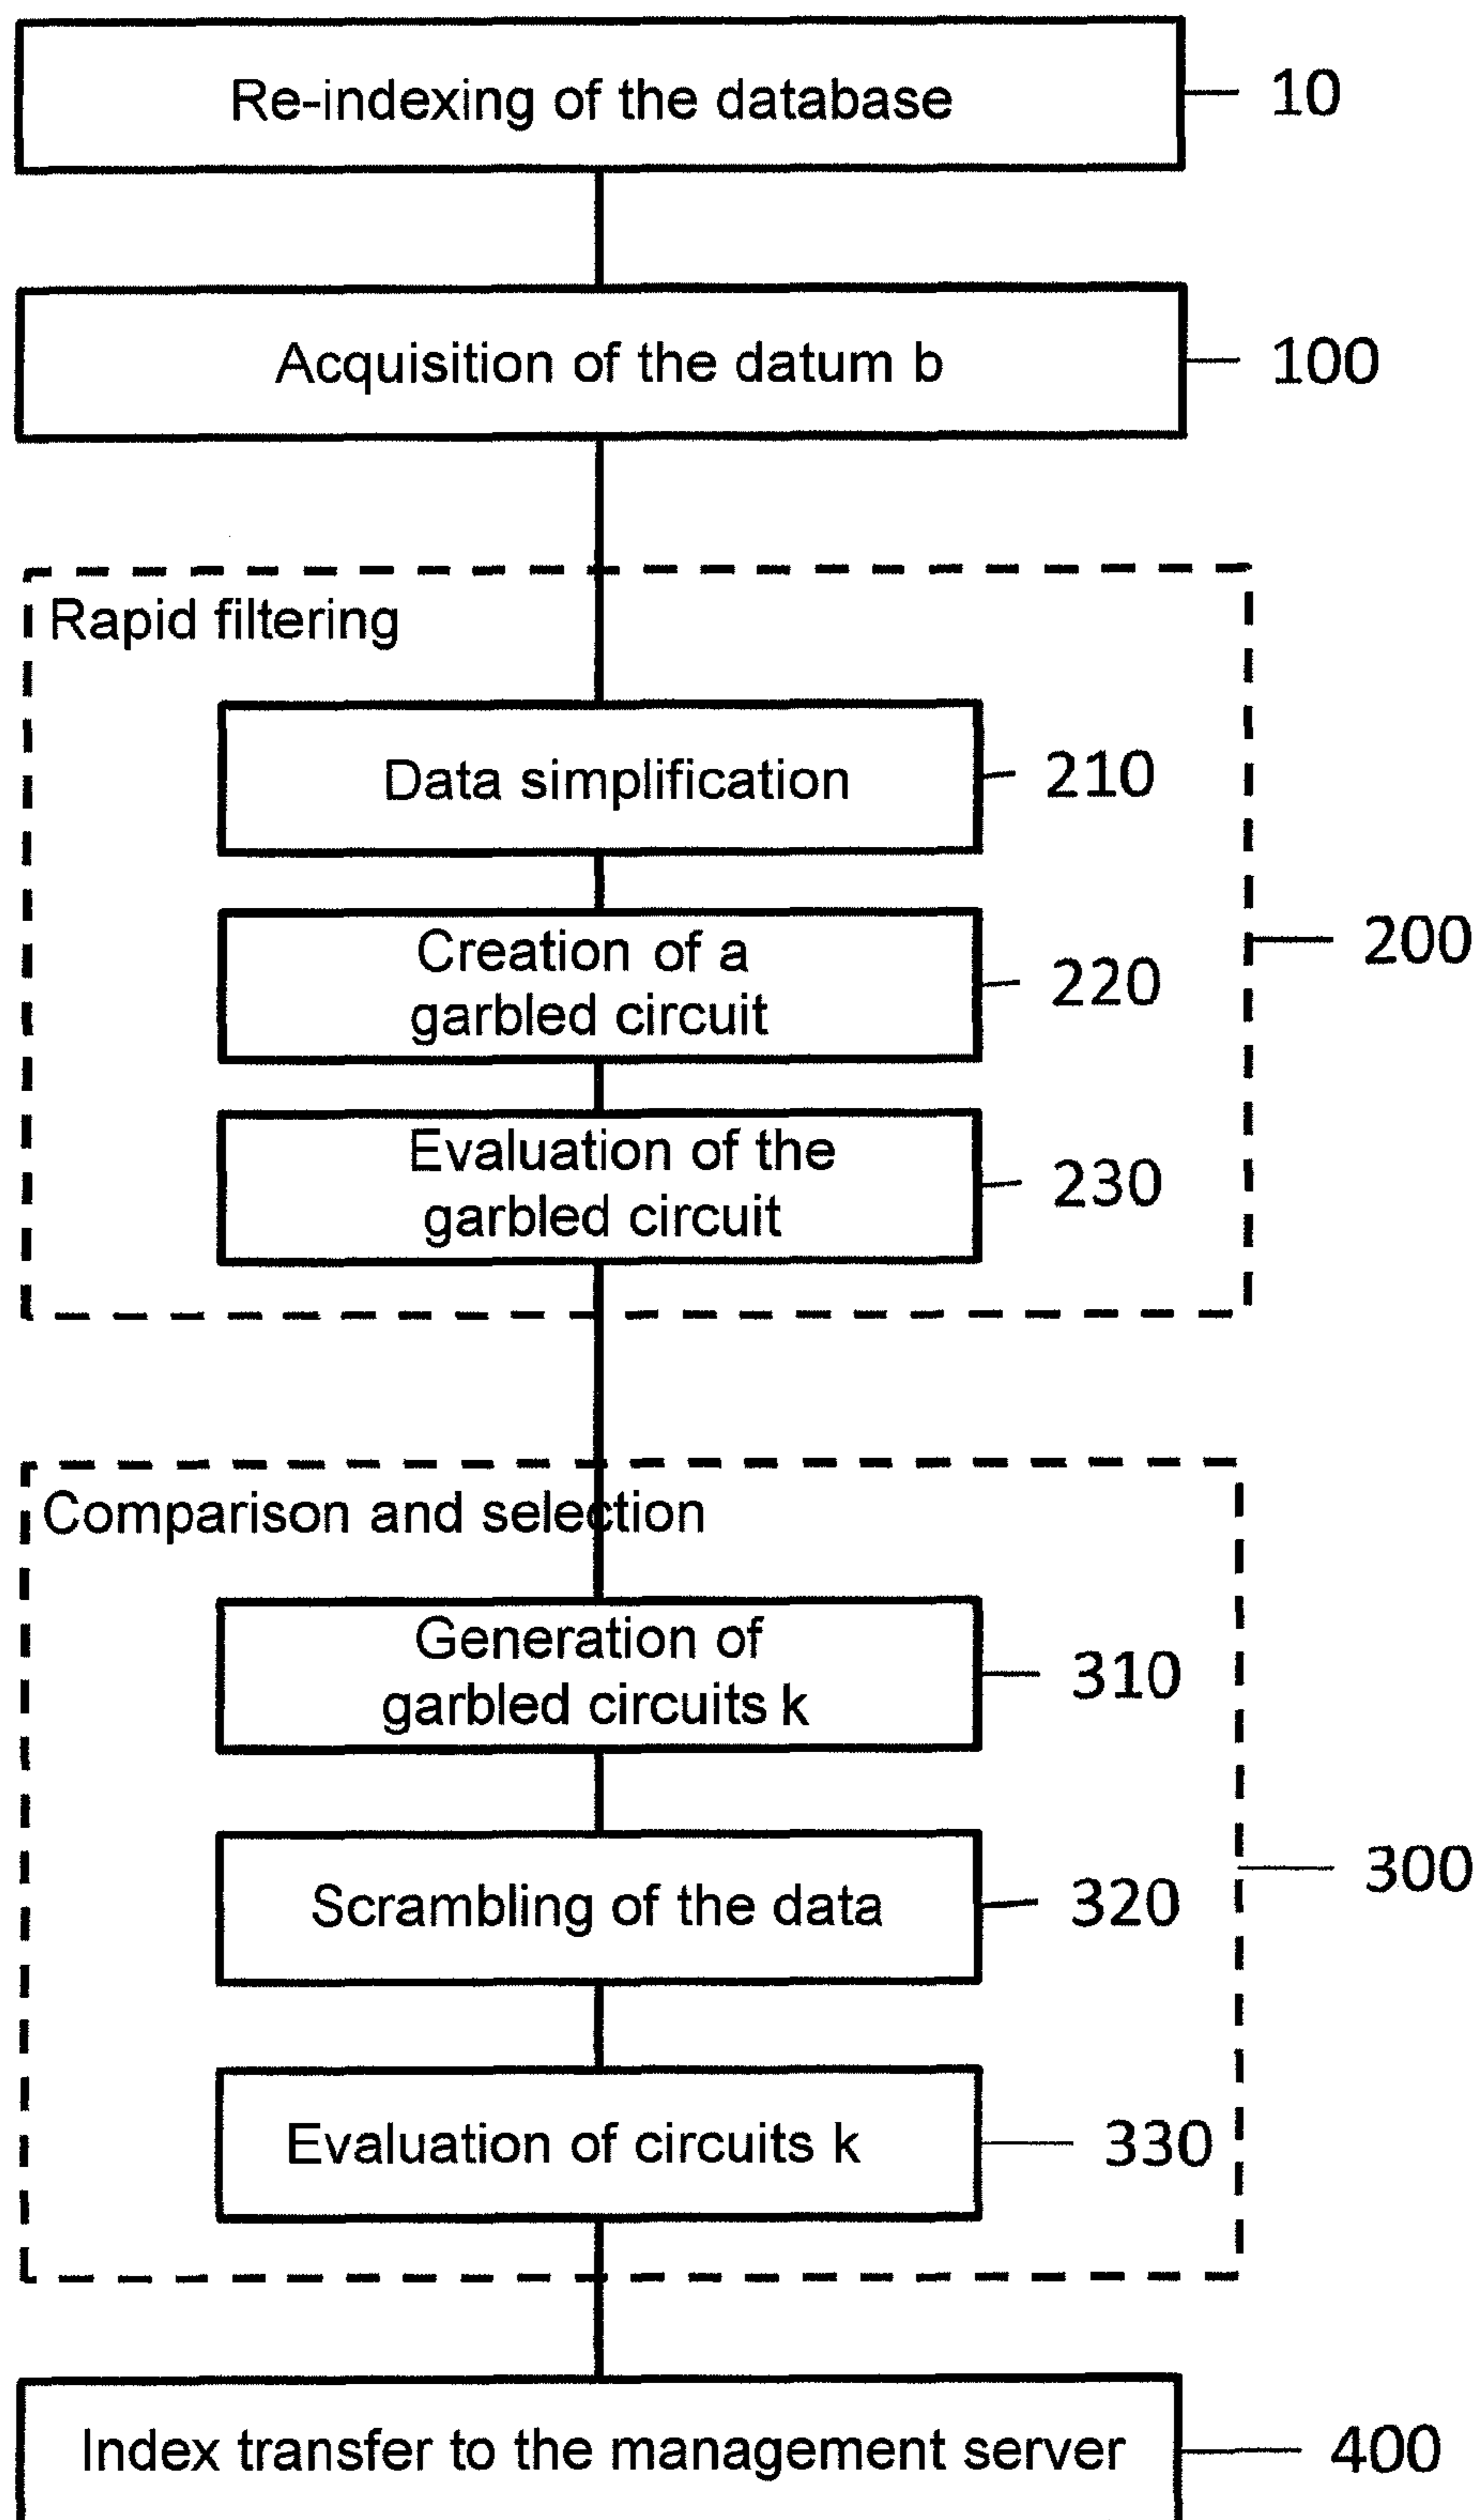 Re-indexing of the database
10
Acquisition of the datum b
100
Rapid filtering
Data simplification
210
Creation of a
garbled circuit
220
200
Evaluation of the
garbled circuit
230
Comparison and selection
Generation of
garbled circuits k
310
Scrambling of the data
320
300
Evaluation of circuits k
330
Index transfer to the management server
400